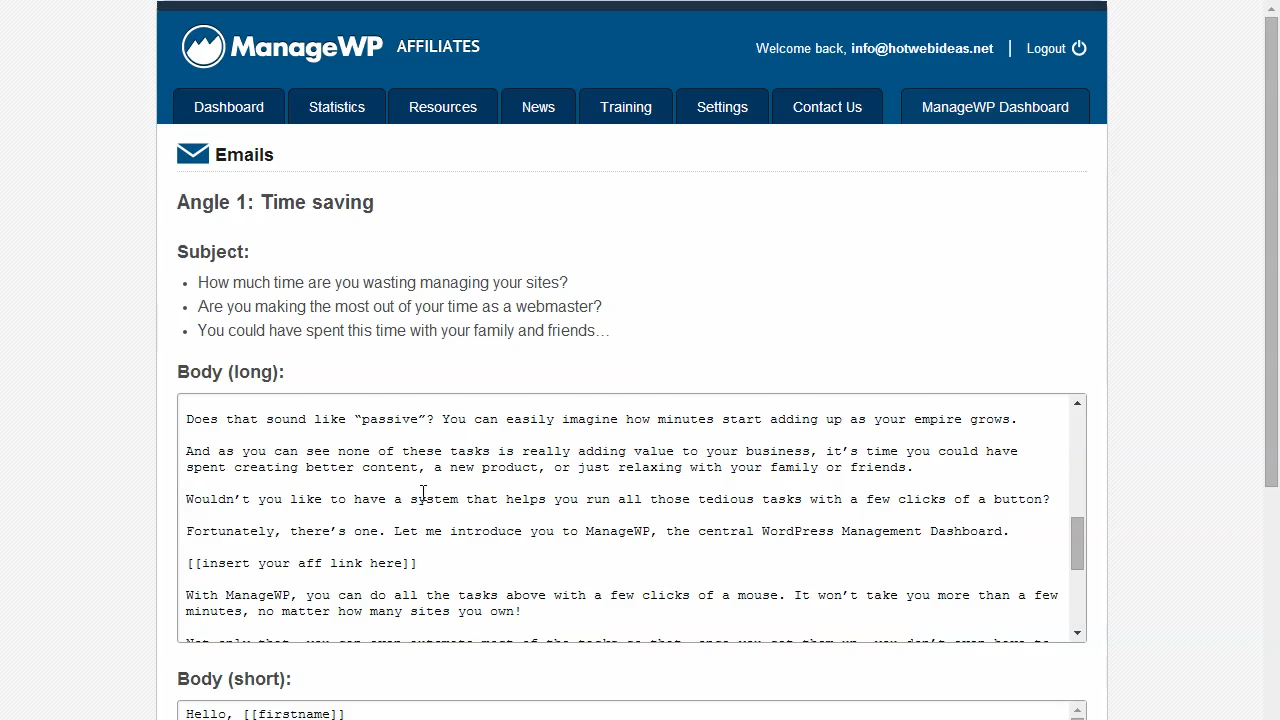 ManageWP AFFILIATES
Welcome back, info@hotwebideas.net | Logout
Dashboard Statistics Resources News Training Settings Contact Us ManageWP Dashboard
Emails
Angle 1: Time saving
Subject:
• How much time are you wasting managing your sites?
• Are you making the most out of your time as a webmaster?
• You could have spent this time with your family and friends…
Body (long):
Does that sound like “passive”? You can easily imagine how minutes start adding up as your empire grows.
And as you can see none of these tasks is really adding value to your business, it’s time you could have
spent creating better content, a new product, or just relaxing with your family or friends.
Wouldn’t you like to have a system that helps you run all those tedious tasks with a few clicks of a button?
Fortunately, there’s one. Let me introduce you to ManageWP, the central WordPress Management Dashboard.
[[insert your aff link here]]
With ManageWP, you can do all the tasks above with a few clicks of a mouse. It won’t take you more than a few
minutes, no matter how many sites you own!
Body (short):
Hello, [[firstname]]